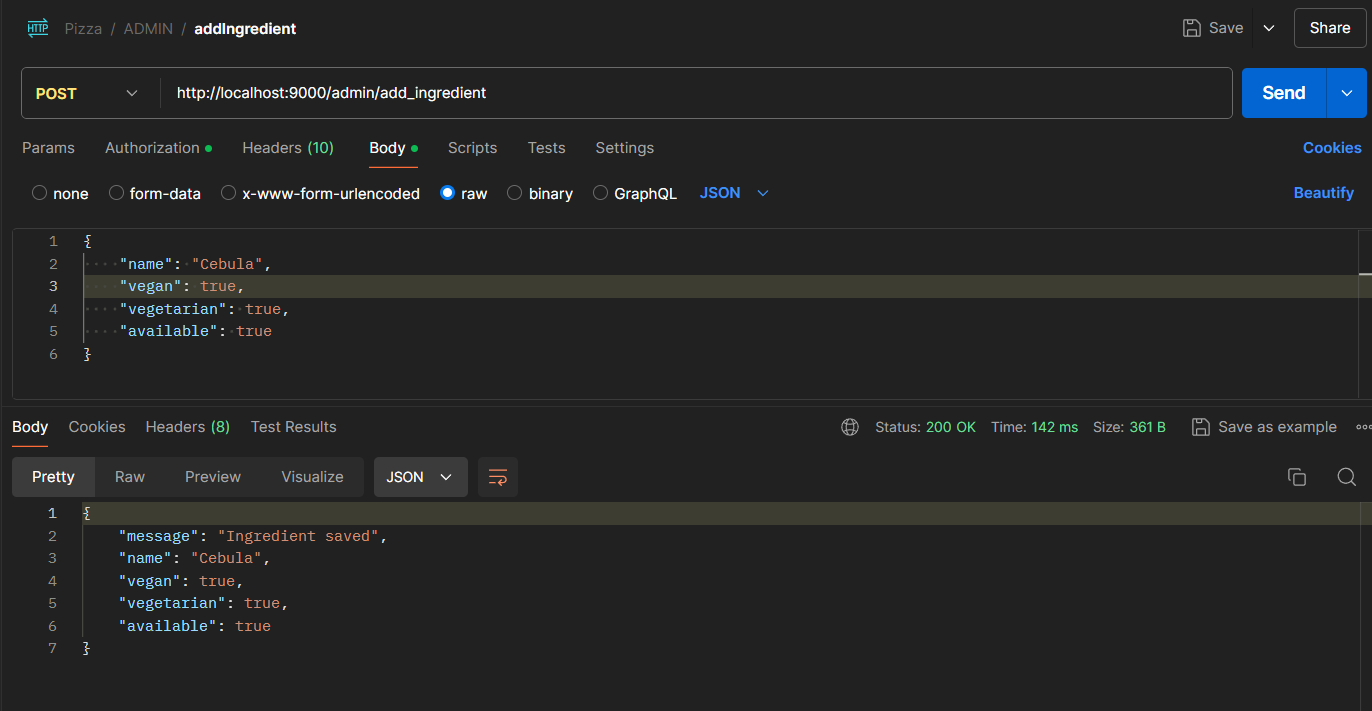 HTTP Pizza / ADMIN / addIngredient Save Share
POST http://localhost:9000/admin/add_ingredient Send
Params Authorization Headers (10) Body Scripts Tests Settings Cookies
none form-data x-www-form-urlencoded raw binary GraphQL JSON Beautify
1 {
2 "name": "Cebula",
3 "vegan": true,
4 "vegetarian": true,
5 "available": true
6 }
Body Cookies Headers (8) Test Results Status: 200 OK Time: 142 ms Size: 361 B Save as example
Pretty Raw Preview Visualize JSON
1 {
2 "message": "Ingredient saved",
3 "name": "Cebula",
4 "vegan": true,
5 "vegetarian": true,
6 "available": true
7 }